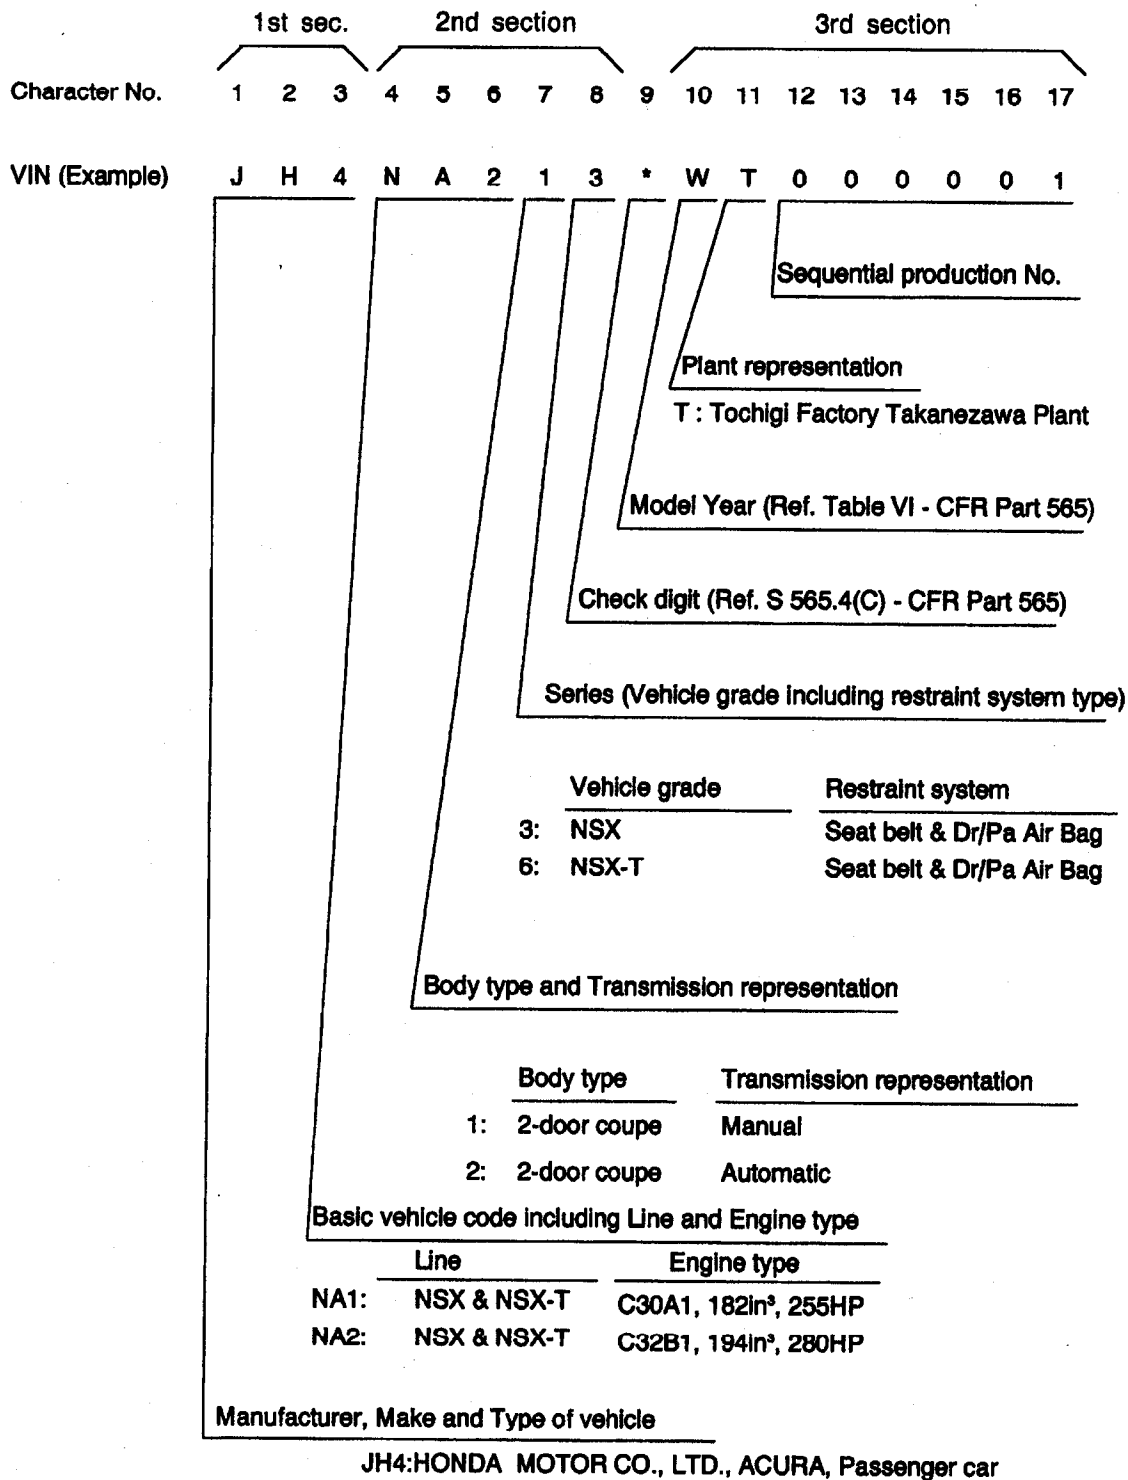 1st sec. 2nd section 3rd section
Character No. 1 2 3 4 5 6 7 8 9 10 11 12 13 14 15 16 17
VIN (Example) J H 4 N A 2 1 3 * W T 0 0 0 0 0 1
Sequential production No.
Plant representation
T : Tochigi Factory Takanezawa Plant
Model Year (Ref. Table VI - CFR Part 565)
Check digit (Ref. S 565.4(C) - CFR Part 565)
Series (Vehicle grade including restraint system type)
Vehicle grade Restraint system
3: NSX Seat belt & Dr/Pa Air Bag
6: NSX-T Seat belt & Dr/Pa Air Bag
Body type and Transmission representation
Body type Transmission representation
1: 2-door coupe Manual
2: 2-door coupe Automatic
Basic vehicle code including Line and Engine type
Line Engine type
NA1: NSX & NSX-T C30A1, 182in³, 255HP
NA2: NSX & NSX-T C32B1, 194in³, 280HP
Manufacturer, Make and Type of vehicle
JH4:HONDA MOTOR CO., LTD., ACURA, Passenger car